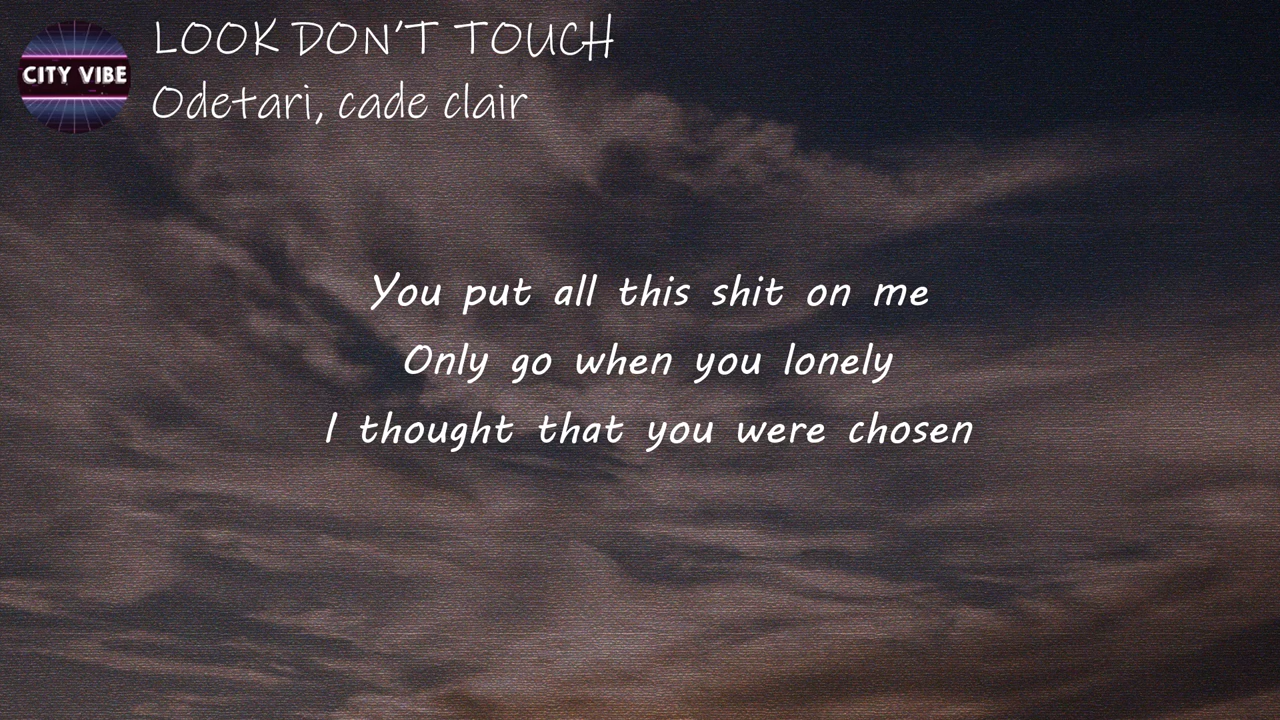 CITY VIBE
LOOK DON'T TOUCH
Odetari, cade clair
You put all this shit on me
Only go when you lonely
I thought that you were chosen